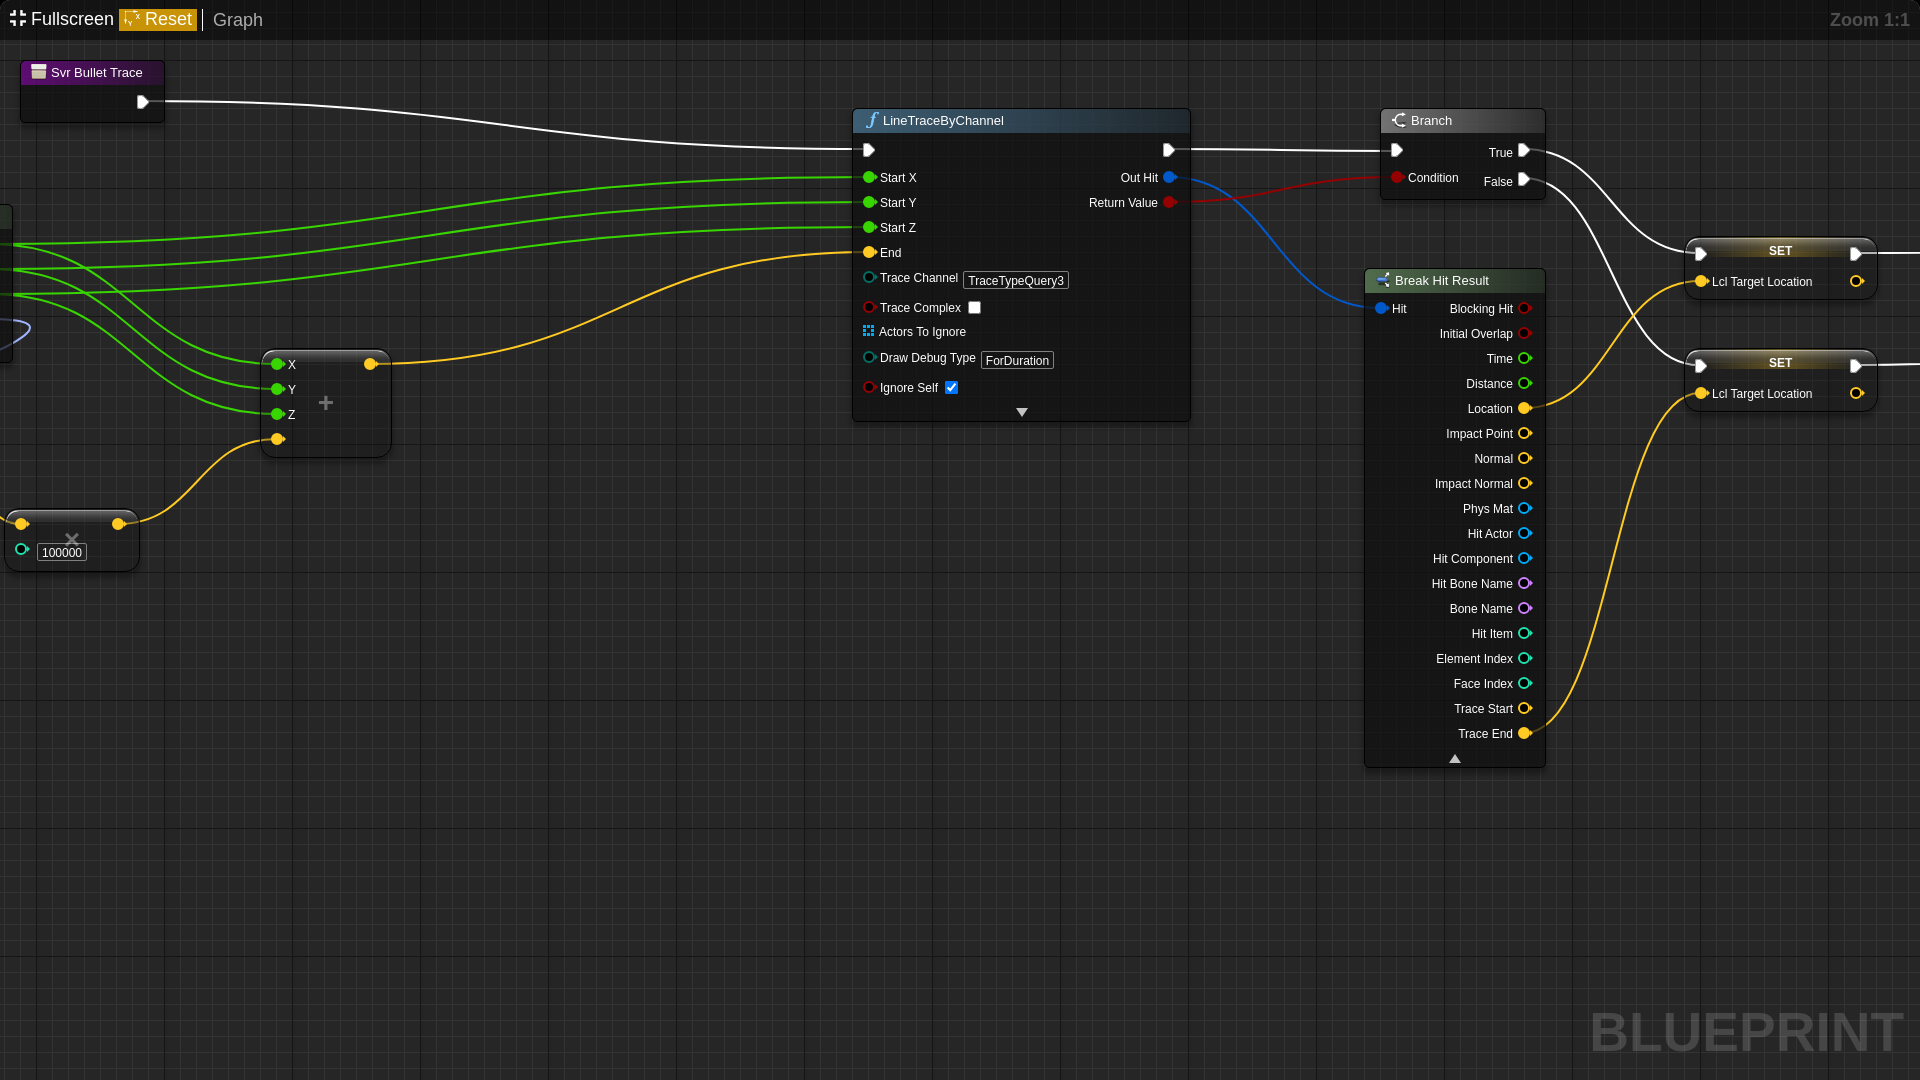 Fullscreen Reset Graph
Zoom 1:1
Svr Bullet Trace
X
Y
Z
100000
LineTraceByChannel
Start X
Start Y
Start Z
End
Trace Channel TraceTypeQuery3
Trace Complex
Actors To Ignore
Draw Debug Type ForDuration
Ignore Self
Out Hit
Return Value
Branch
Condition
True
False
Break Hit Result
Hit
Blocking Hit
Initial Overlap
Time
Distance
Location
Impact Point
Normal
Impact Normal
Phys Mat
Hit Actor
Hit Component
Hit Bone Name
Bone Name
Hit Item
Element Index
Face Index
Trace Start
Trace End
SET
Lcl Target Location
SET
Lcl Target Location
BLUEPRINT